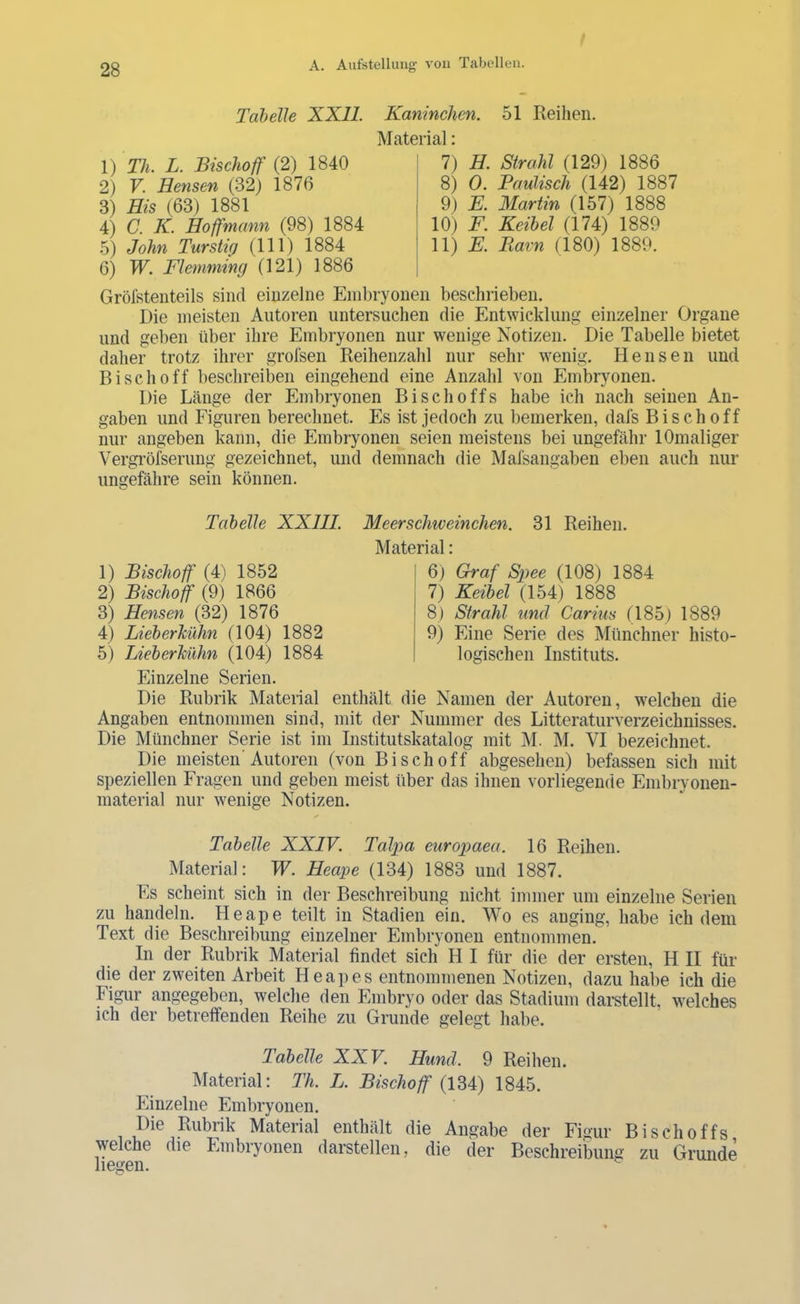 28
A. Aufstellung von Tabellen.
Tabelle XXII. Kaninchen. 51 Reihen.
Material:
1) Th. L. Bischoff (2) 1840
2) V. Hensen (32) 1876
3) His (63) 1881
4) C. K. Hoffmann (98) 1884
5) John Turstig (111) 1884
6) W. Flemming (121) 1886
7) H. Strahl (129) 1886
8) O. Paulisch (142) 1887
9) E. Martin (157) 1888
10) F. Keibel (174) 1889
11) E. Ravn (180) 1889.
Gröfstenteils sind einzelne Embryonen beschrieben.
Die meisten Autoren untersuchen die Entwicklung einzelner Organe
und geben über ihre Embryonen nur wenige Notizen. Die Tabelle bietet
daher trotz ihrer grofsen Reihenzahl nur sehr wenig. Hensen und
Bischoff beschreiben eingehend eine Anzahl von Embryonen.
Die Länge der Embryonen Bischoffs habe ich nach seinen An-
gaben und Figuren berechnet. Es ist jedoch zu bemerken, dafs Bischoff
nur angeben kann, die Embryonen seien meistens bei ungefähr 10maliger
Vergröfserung gezeichnet, und demnach die Mafsangaben eben auch nur
ungefähre sein können.
Tabelle XXIII. Meerschweinchen. 31 Reihen.
Material:
1) Bischoff (4) 1852
2) Bischoff (9) 1866
3) Hensen (32) 1876
4) Lieberkühn (104) 1882
5) Lieberkühn (104) 1884
6) Graf Spee (108) 1884
7) Keibel (154) 1888
8) Strahl und Carius (185) 1889
9) Eine Serie des Münchner histo-
logischen Instituts.
Einzelne Serien.
Die Rubrik Material enthält die Namen der Autoren, welchen die
Angaben entnommen sind, mit der Nummer des Litteraturverzeichnisses.
Die Münchner Serie ist im Institutskatalog mit M. M. VI bezeichnet.
Die meisten Autoren (von Bischoff abgesehen) befassen sich mit
speziellen Fragen und geben meist über das ihnen vorliegende Embryonen-
material nur wenige Notizen.
Tabelle XXIV. Talpa europaea. 16 Reihen.
Material: W. Heape (134) 1883 und 1887.
Es scheint sich in der Beschreibung nicht immer um einzelne Serien
zu handeln. Heape teilt in Stadien ein. Wo es anging, habe ich dem
Text die Beschreibung einzelner Embryonen entnommen.
In der Rubrik Material findet sich H I für die der ersten, H II für
die der zweiten Arbeit Heapes entnommenen Notizen, dazu habe ich die
Figur angegeben, welche den Embryo oder das Stadium darstellt, welches
ich der betreffenden Reihe zu Grunde gelegt habe.
Tabelle XXV. Hund. 9 Reihen.
Material: Th. L. Bischoff (134) 1845.
Einzelne Embryonen.
Die Rubrik Material enthält die Angabe der Figur Bischoffs,
welche die Embryonen darstellen, die der Beschreibung zu Grunde
liegen.